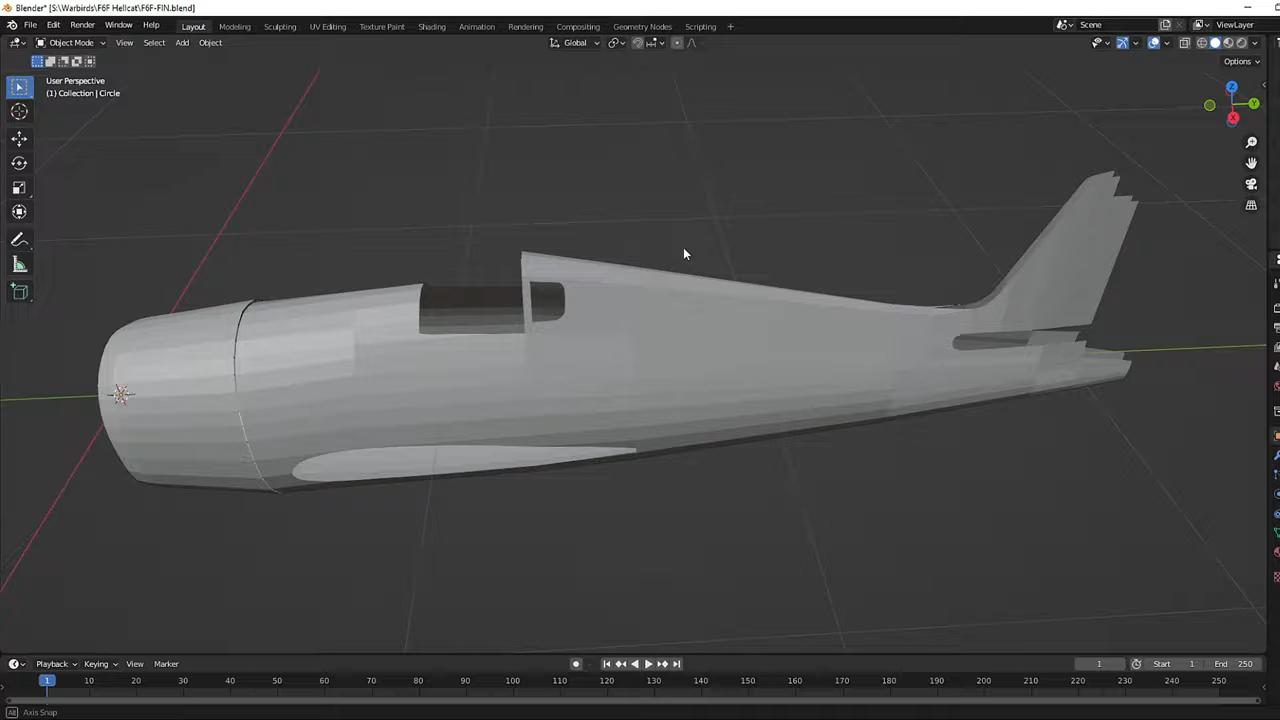 Blender* [S:\Warbirds\F6F Hellcat\F6F-FIN.blend]
File Edit Render Window Help Layout Modeling Sculpting UV Editing Texture Paint Shading Animation Rendering Compositing Geometry Nodes Scripting + Scene ViewLayer
Object Mode View Select Add Object Global
Options
User Perspective
(1) Collection | Circle
Z
Y
X
Playback Keying View Marker 1 Start 1 End 250
1 10 20 30 40 50 60 70 80 90 100 110 120 130 140 150 160 170 180 190 200 210 220 230 240 250
Alt Axis Snap